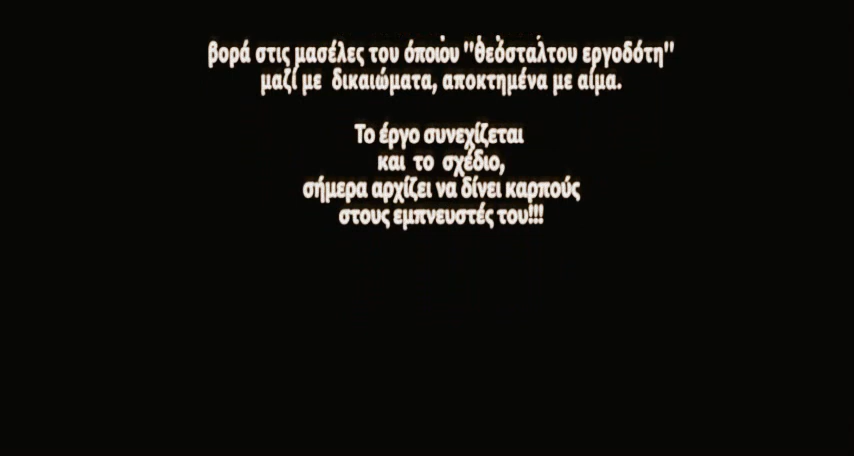 βορά στις μασέλες του όποιου "θεόσταλτου εργοδότη"
μαζί με δικαιώματα, αποκτημένα με αίμα.
Το έργο συνεχίζεται
και το σχέδιο,
σήμερα αρχίζει να δίνει καρπούς
στους εμπνευστές του!!!